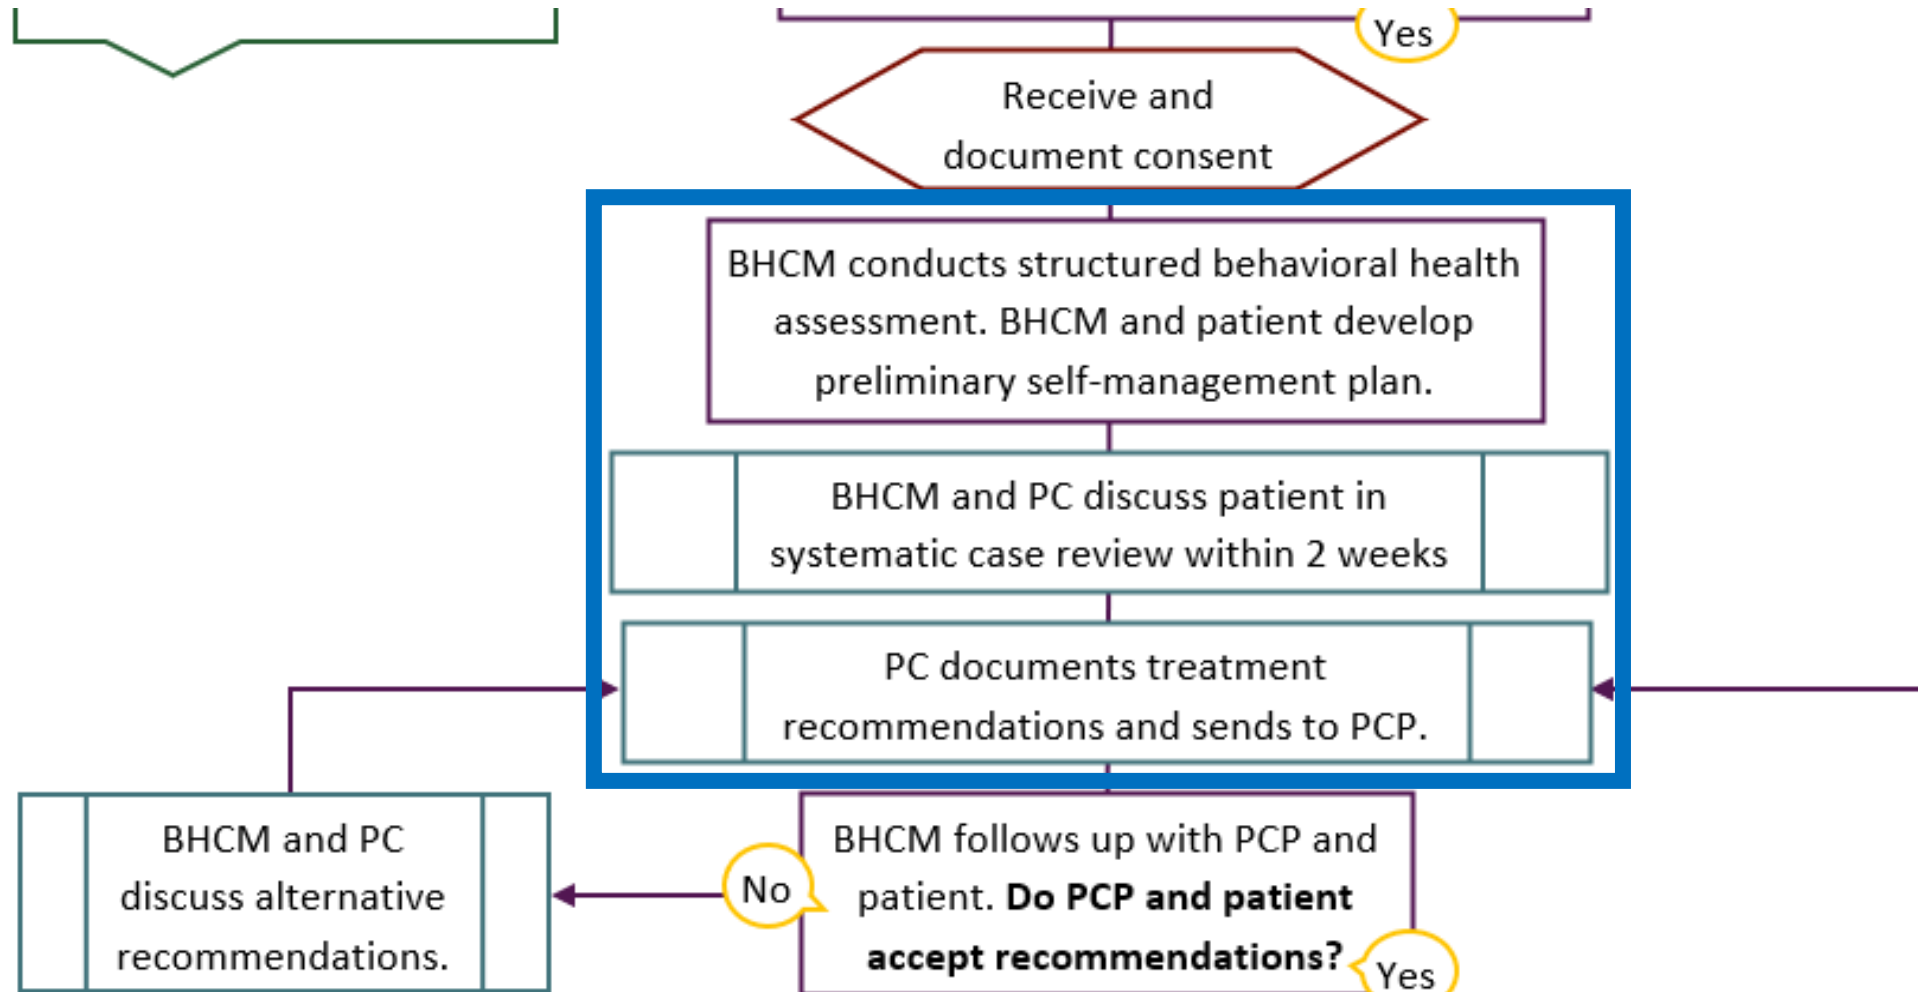 Yes
Receive and
document consent
BHCM conducts structured behavioral health
assessment. BHCM and patient develop
preliminary self-management plan.
BHCM and PC discuss patient in
systematic case review within 2 weeks
PC documents treatment
recommendations and sends to PCP.
BHCM and PC
discuss alternative
recommendations.
No
BHCM follows up with PCP and
patient. Do PCP and patient
accept recommendations?
Yes